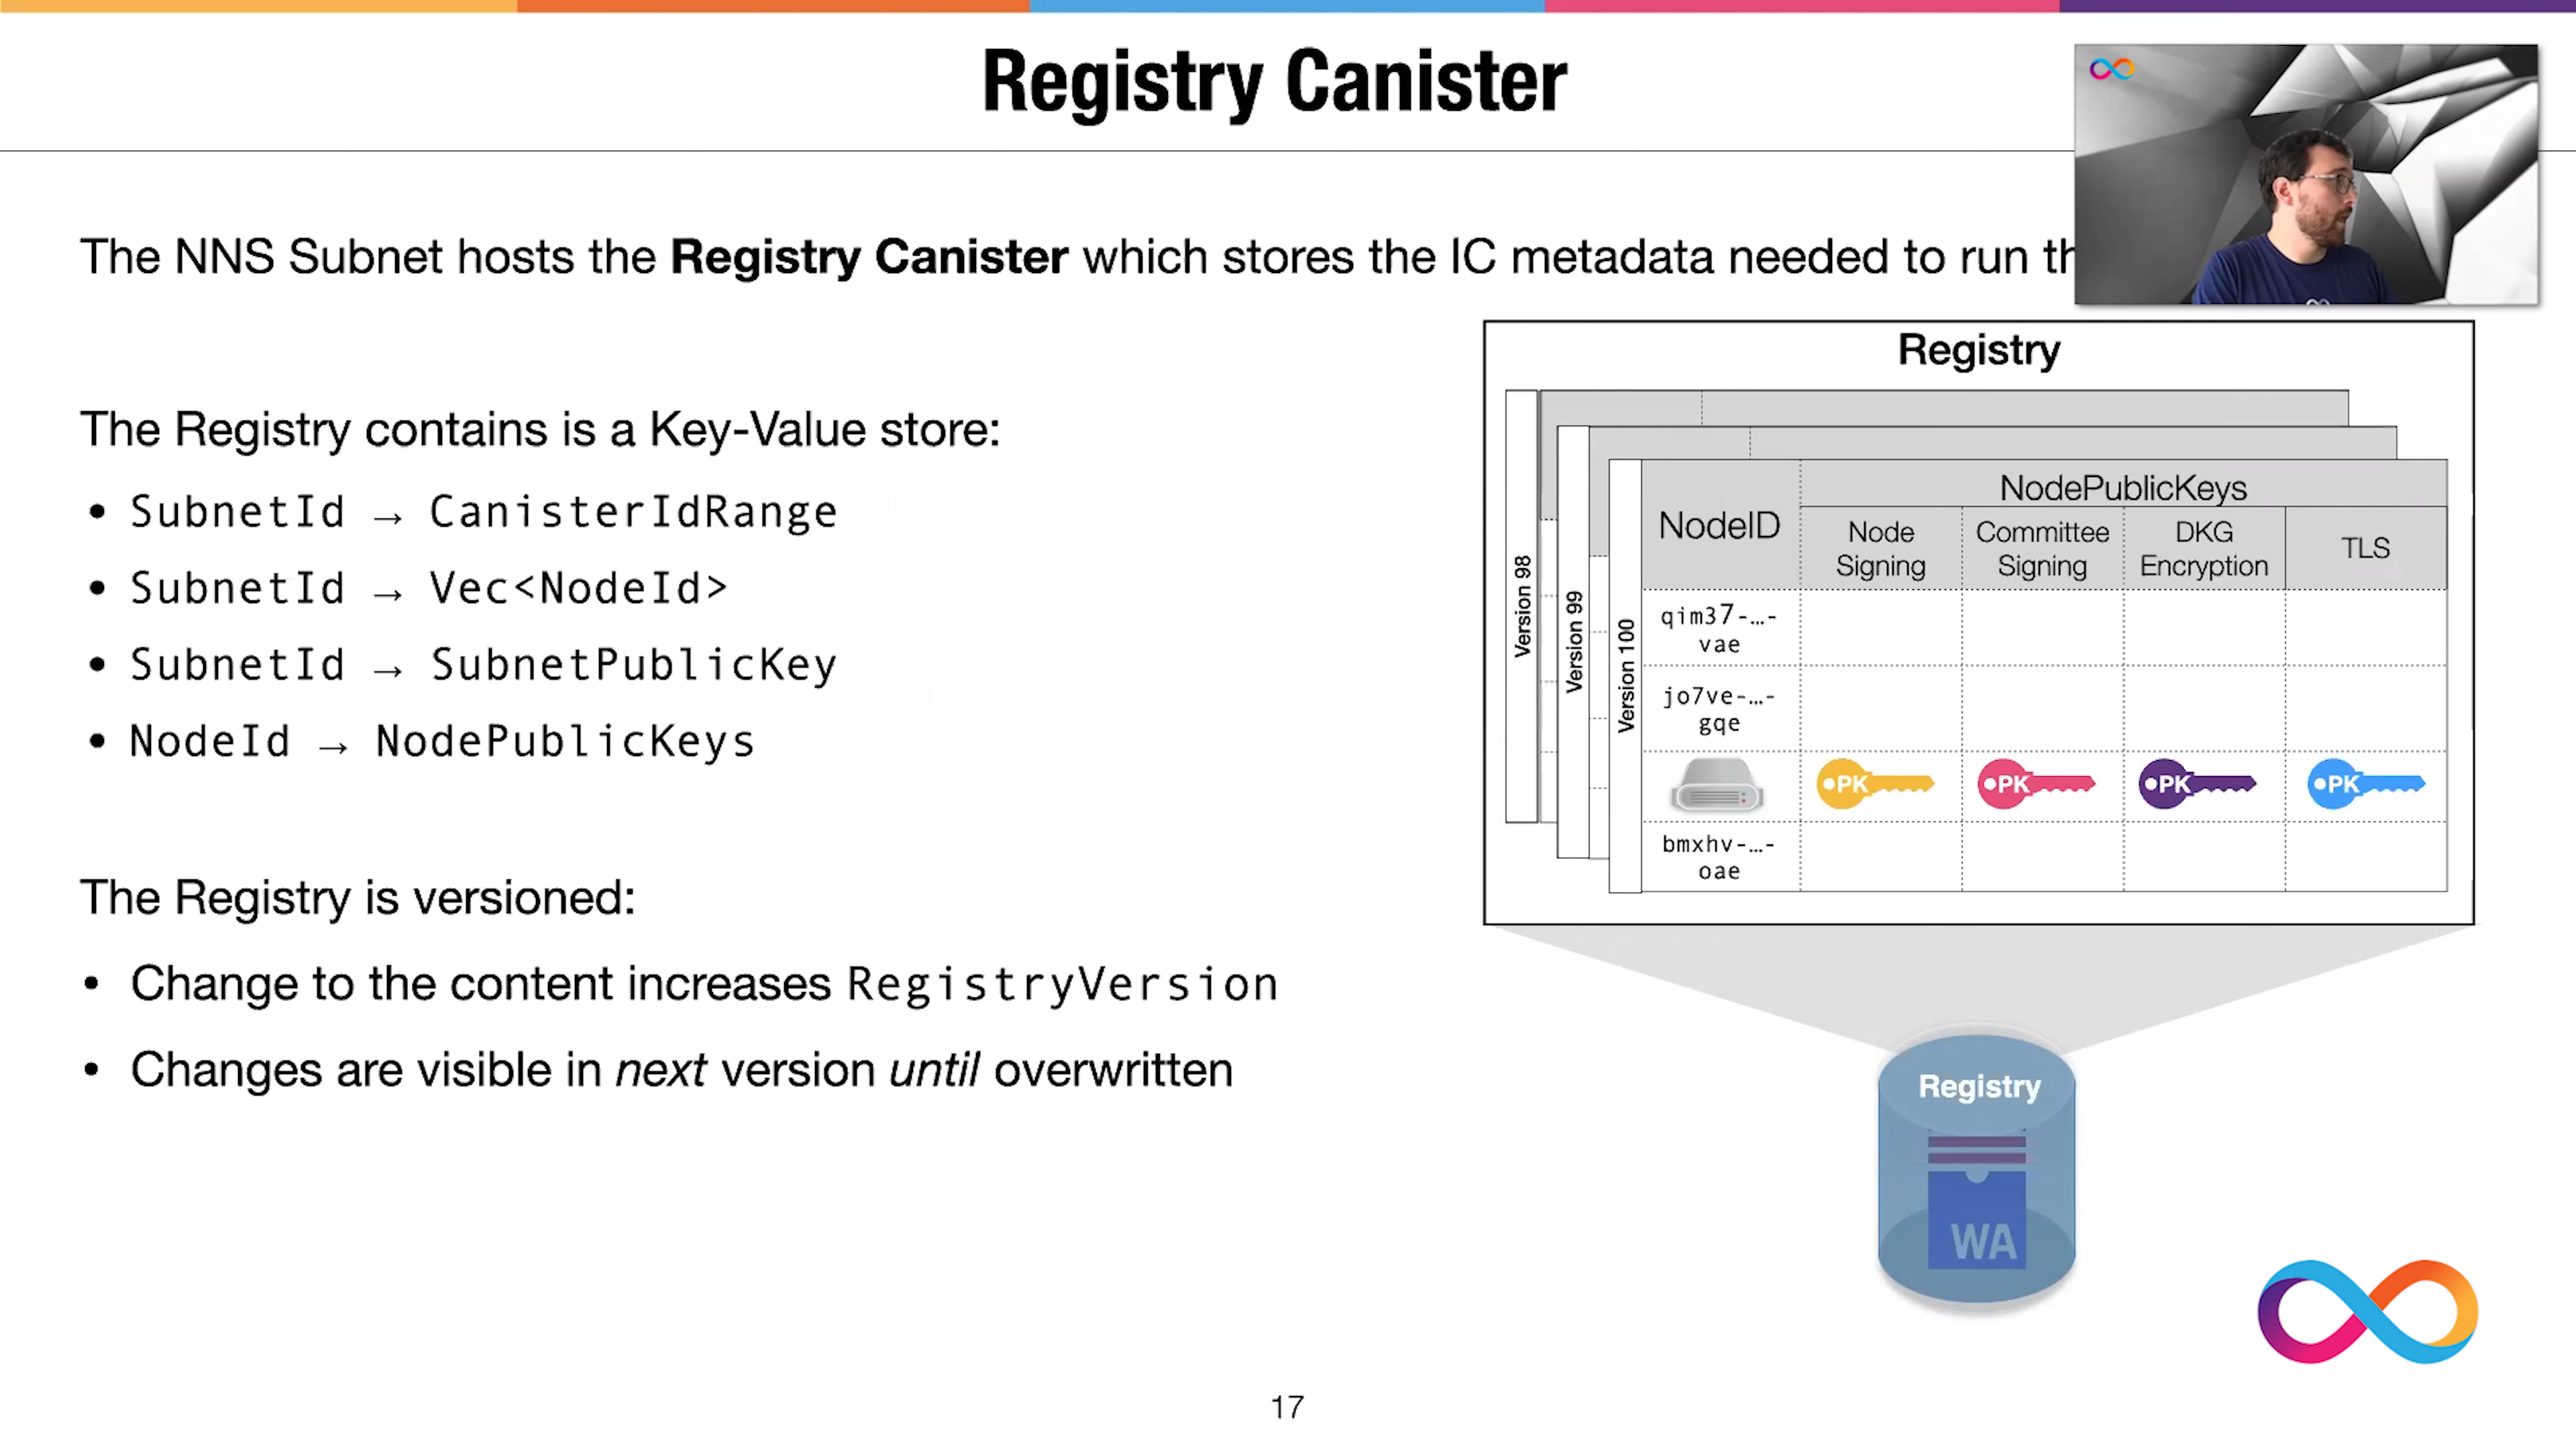 Registry Canister
The NNS Subnet hosts the Registry Canister which stores the IC metadata needed to run
The Registry contains is a Key-Value store:
• SubnetId → CanisterIdRange
• SubnetId → Vec<NodeId>
• SubnetId → SubnetPublicKey
• NodeId → NodePublicKeys
The Registry is versioned:
• Change to the content increases RegistryVersion
• Changes are visible in next version until overwritten
Registry
Version 98
Version 99
Version 100
NodeID
NodePublicKeys
Node
Signing
Committee
Signing
DKG
Encryption
TLS
qim37-…-
vae
jo7ve-…-
gqe
PK
PK
PK
PK
bmxhv-…-
oae
Registry
WA
17